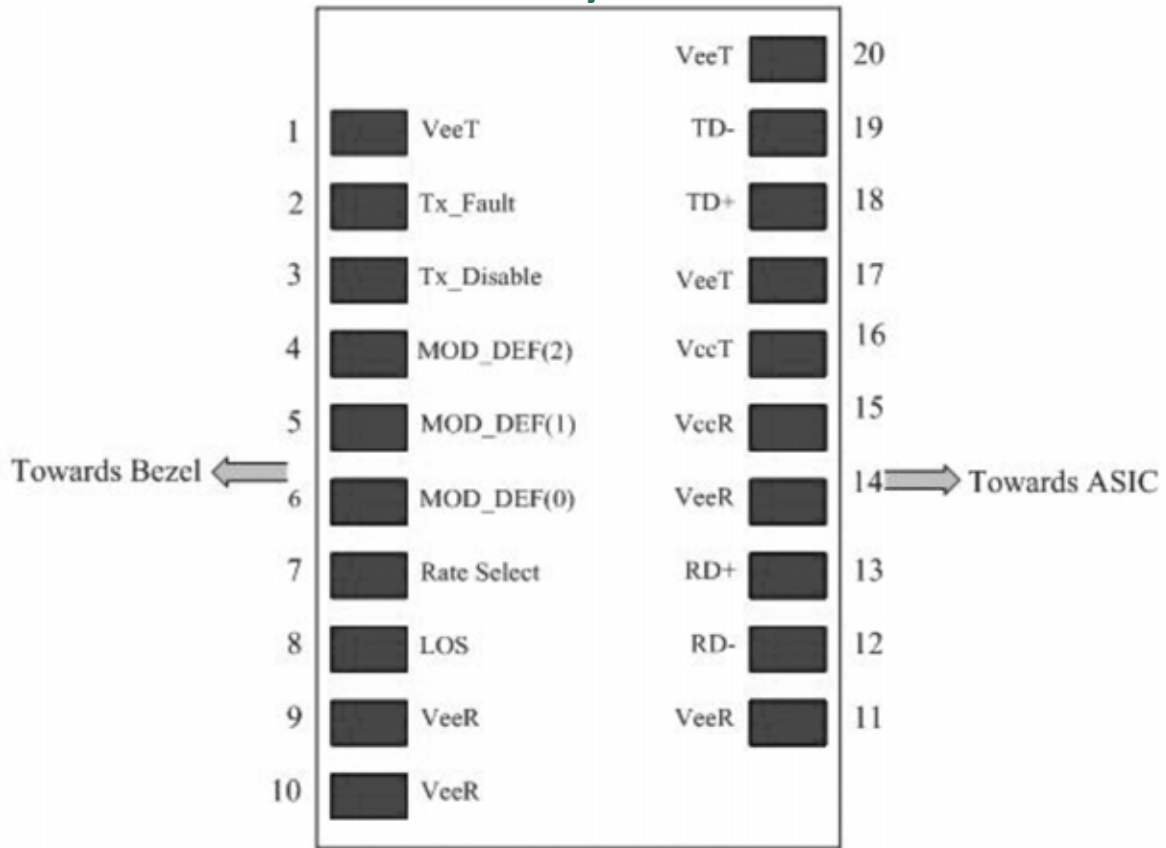 VeeT 20
TD- 19
1 VeeT
TD+ 18
2 Tx_Fault
VeeT 17
3 Tx_Disable
VccT 16
4 MOD_DEF(2)
VccR 15
5 MOD_DEF(1)
Towards Bezel
VeeR 14 Towards ASIC
6 MOD_DEF(0)
RD+ 13
7 Rate Select
RD- 12
8 LOS
VeeR 11
9 VeeR
10 VeeR